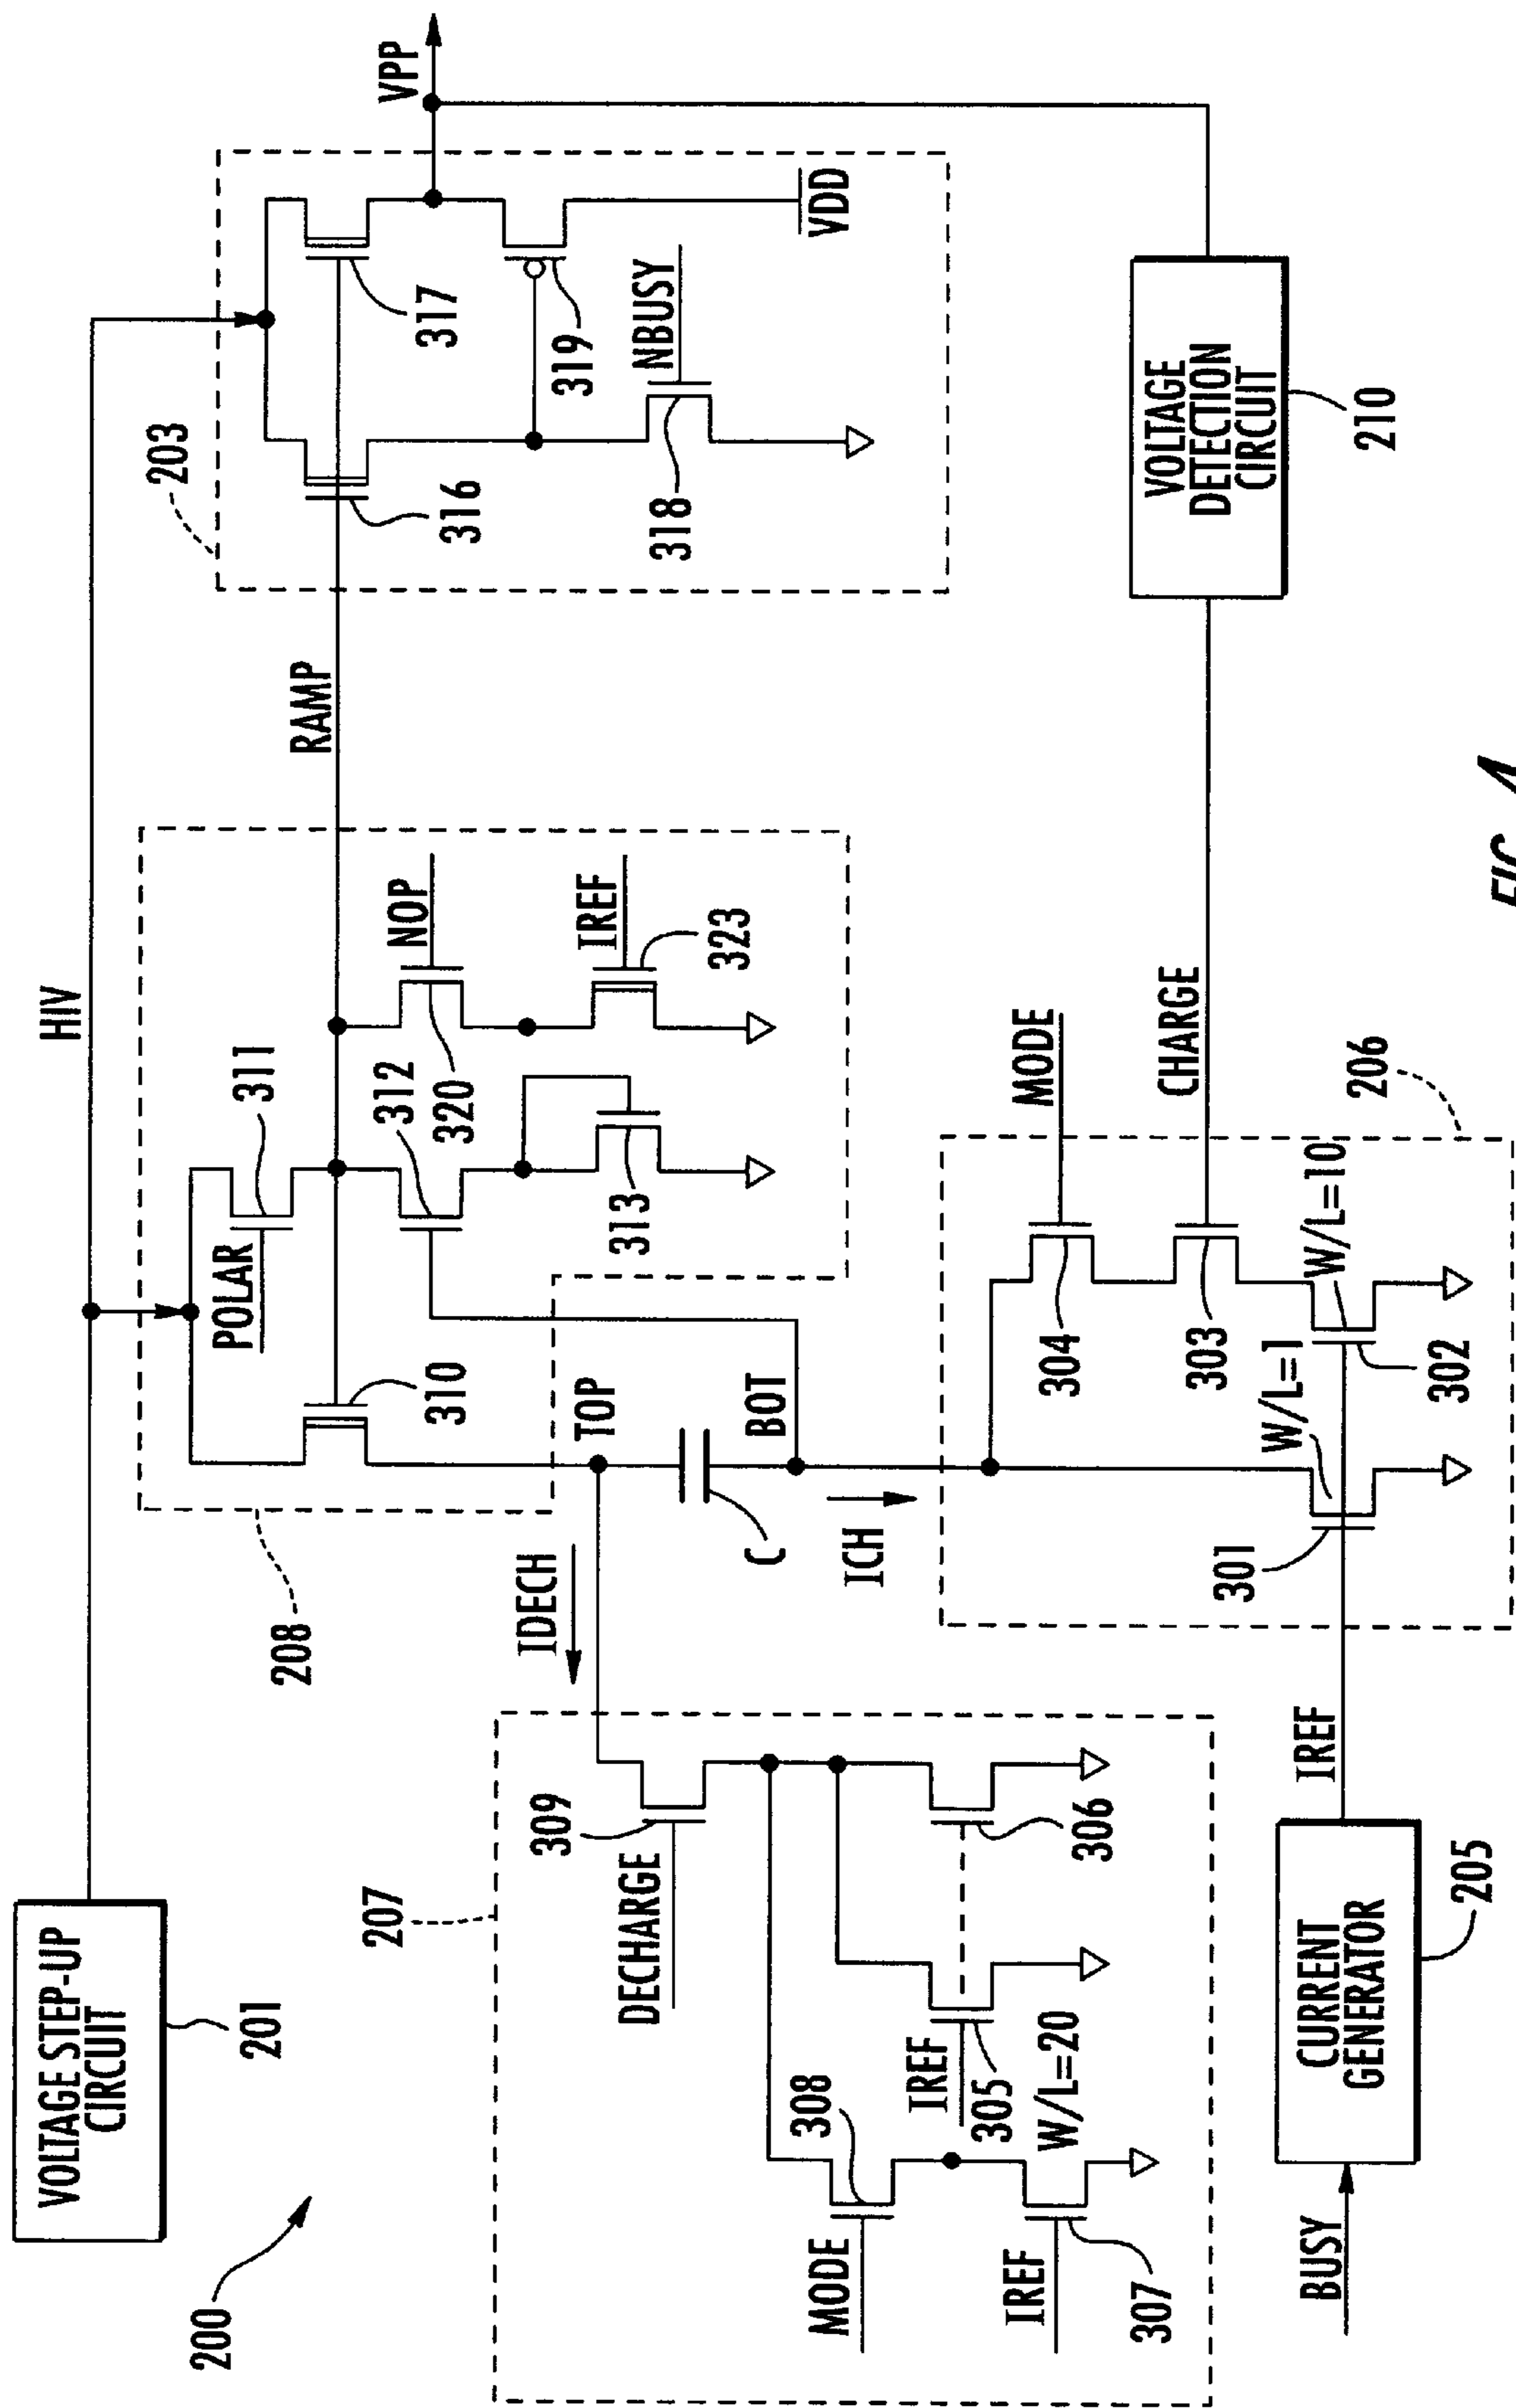 200
VOLTAGE STEP-UP
CIRCUIT
201
HIV
208
POLAR
311
310
312
313
320
NOP
IREF
323
RAMP
203
316
317
318
319
NBUSY
VDD
VPP
TOP
IDECH
C
BOT
ICH
207
309
DECHARGE
308
MODE
IREF
305
306
W/L=20
IREF
307
BUSY
CURRENT
GENERATOR
205
IREF
301
W/L=1
302
W/L=10
303
304
MODE
CHARGE
206
VOLTAGE
DETECTION
CIRCUIT
210
FIG. 4